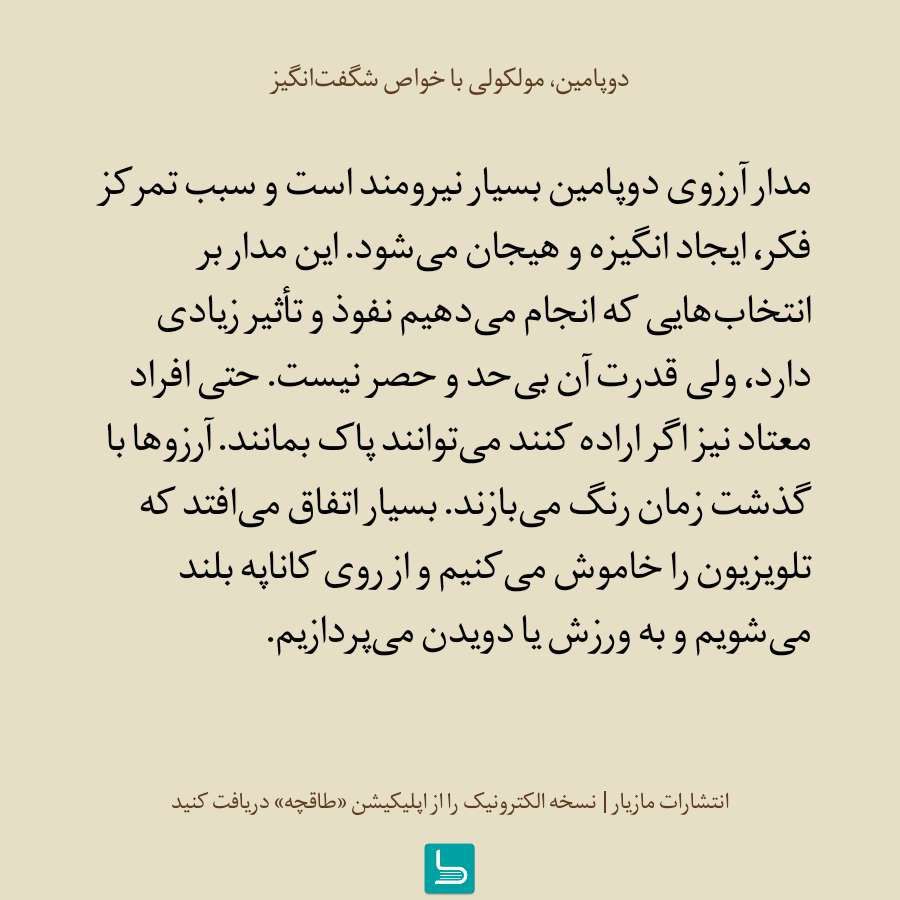 دوپامین، مولکولی با خواص شگفت‌انگیز
مدار آرزوی دوپامین بسیار نیرومند است و سبب تمرکز
فکر، ایجاد انگیزه و هیجان می‌شود. این مدار بر
انتخاب‌هایی که انجام می‌دهیم نفوذ و تأثیر زیادی
دارد، ولی قدرت آن بی‌حد و حصر نیست. حتی افراد
معتاد نیز اگر اراده کنند می‌توانند پاک بمانند. آرزوها با
گذشت زمان رنگ می‌بازند. بسیار اتفاق می‌افتد که
تلویزیون را خاموش می‌کنیم و از روی کاناپه بلند
می‌شویم و به ورزش یا دویدن می‌پردازیم.
انتشارات مازیار | نسخه الکترونیک را از اپلیکیشن «طاقچه» دریافت کنید